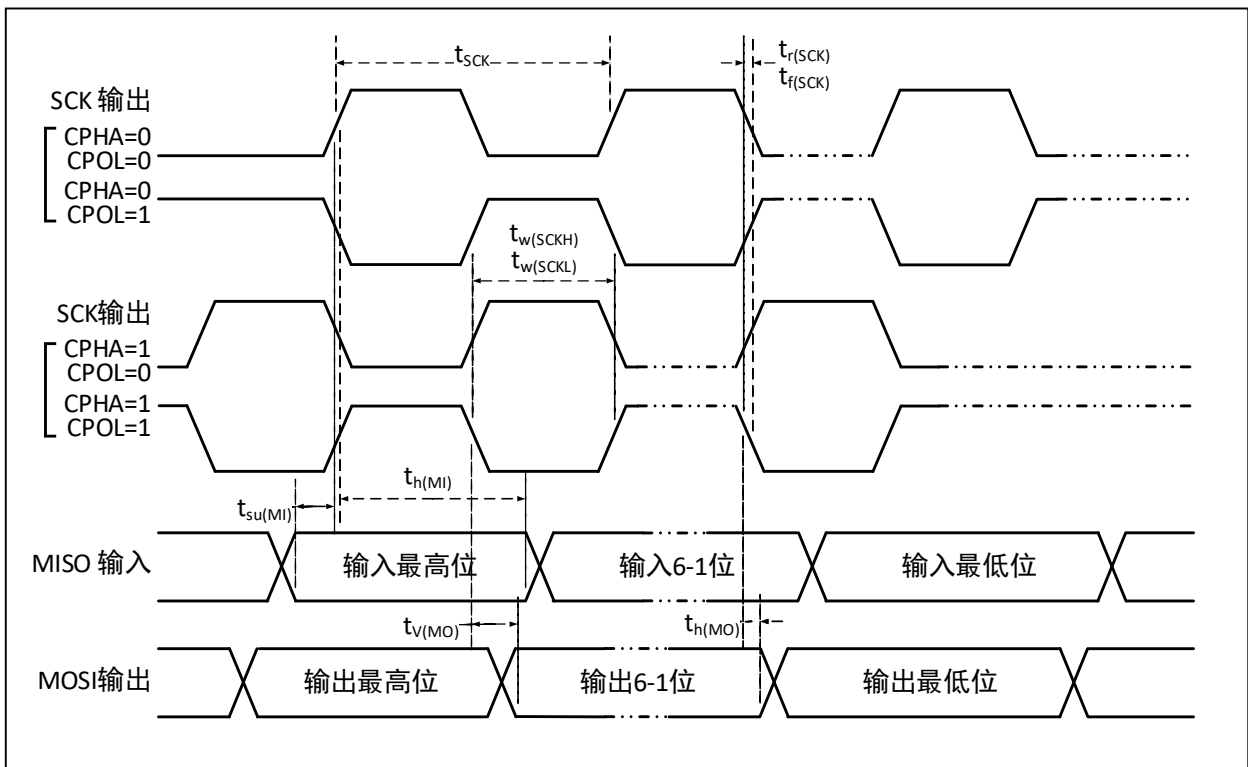 tSCK
tr(SCK)
tf(SCK)
SCK 输出
CPHA=0
CPOL=0
CPHA=0
CPOL=1
tw(SCKH)
tw(SCKL)
SCK输出
CPHA=1
CPOL=0
CPHA=1
CPOL=1
th(MI)
tsu(MI)
MISO 输入
输入最高位
输入6-1位
输入最低位
tV(MO)
th(MO)
MOSI输出
输出最高位
输出6-1位
输出最低位